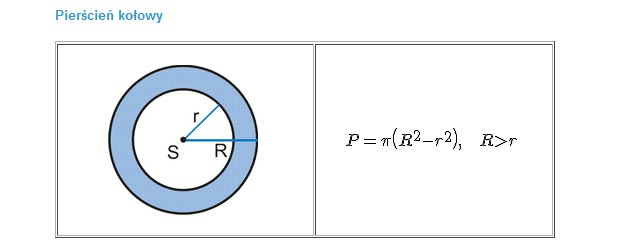 Pierścień kołowy
r
S R
P = π(R²−r²), R>r